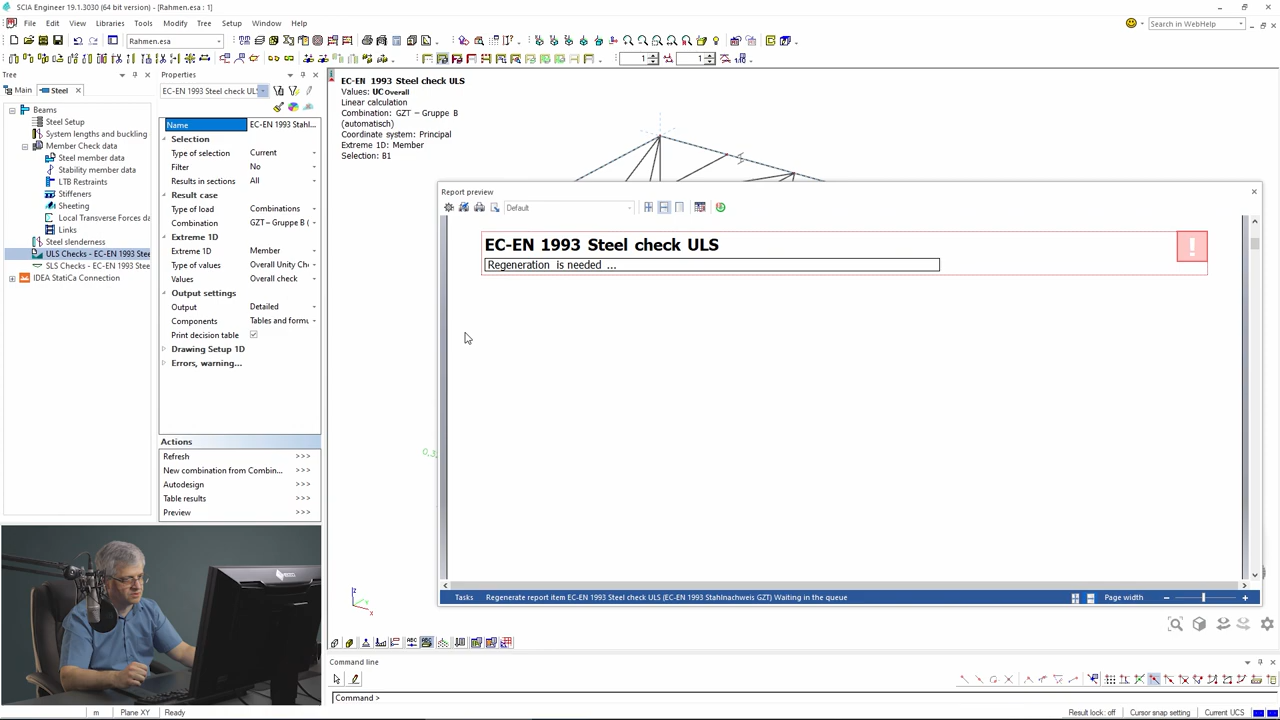 SCIA Engineer 19.1.3030 (64 bit version) - [Rahmen.esa : 1]
File Edit View Libraries Tools Modify Tree Setup Window Help
Search in WebHelp
Rahmen.esa
1 1
Tree
Properties
Main Steel
EC-EN 1993 Steel check UL
Beams
Steel Setup
System lengths and buckling
Member Check data
Steel member data
Stability member data
LTB Restraints
Stiffeners
Sheeting
Local Transverse Forces da
Links
Steel slenderness
ULS Checks - EC-EN 1993 Stee
SLS Checks - EC-EN 1993 Stee
IDEA StatiCa Connection
Name EC-EN 1993 Stahl...
Selection
Type of selection Current
Filter No
Results in sections All
Result case
Type of load Combinations
Combination GZT – Gruppe B (
Extreme 1D
Extreme 1D Member
Type of values Overall Unity Ch
Values Overall check
Output settings
Output Detailed
Components Tables and formu
Print decision table
Drawing Setup 1D
Errors, warning...
Actions
Refresh >>>
New combination from Combin... >>>
Autodesign >>>
Table results >>>
Preview >>>
EC-EN 1993 Steel check ULS
Values: UC Overall
Linear calculation
Combination: GZT – Gruppe B
(automatisch)
Coordinate system: Principal
Extreme 1D: Member
Selection: B1
Report preview
Default
EC-EN 1993 Steel check ULS
Regeneration is needed ...
Tasks Regenerate report item EC-EN 1993 Steel check ULS (EC-EN 1993 Stahlnachweis GZT) Waiting in the queue Page width
z
x
ABC
Command line
Command >
m Plane XY Ready Result lock: off Cursor snap setting Current UCS